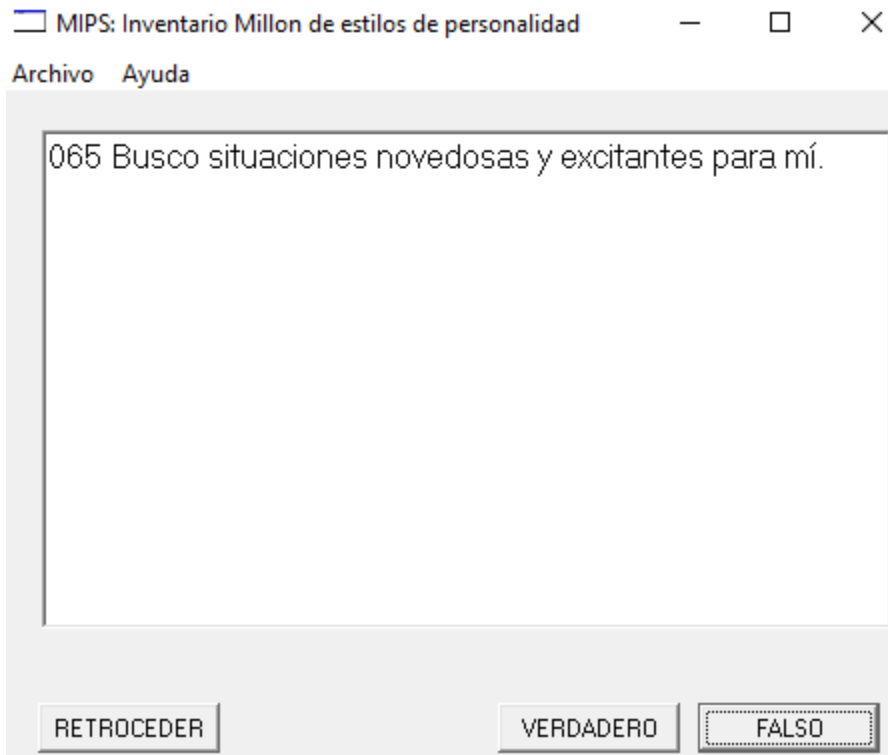 MIPS: Inventario Millon de estilos de personalidad
Archivo Ayuda
065 Busco situaciones novedosas y excitantes para mí.
RETROCEDER VERDADERO FALSO